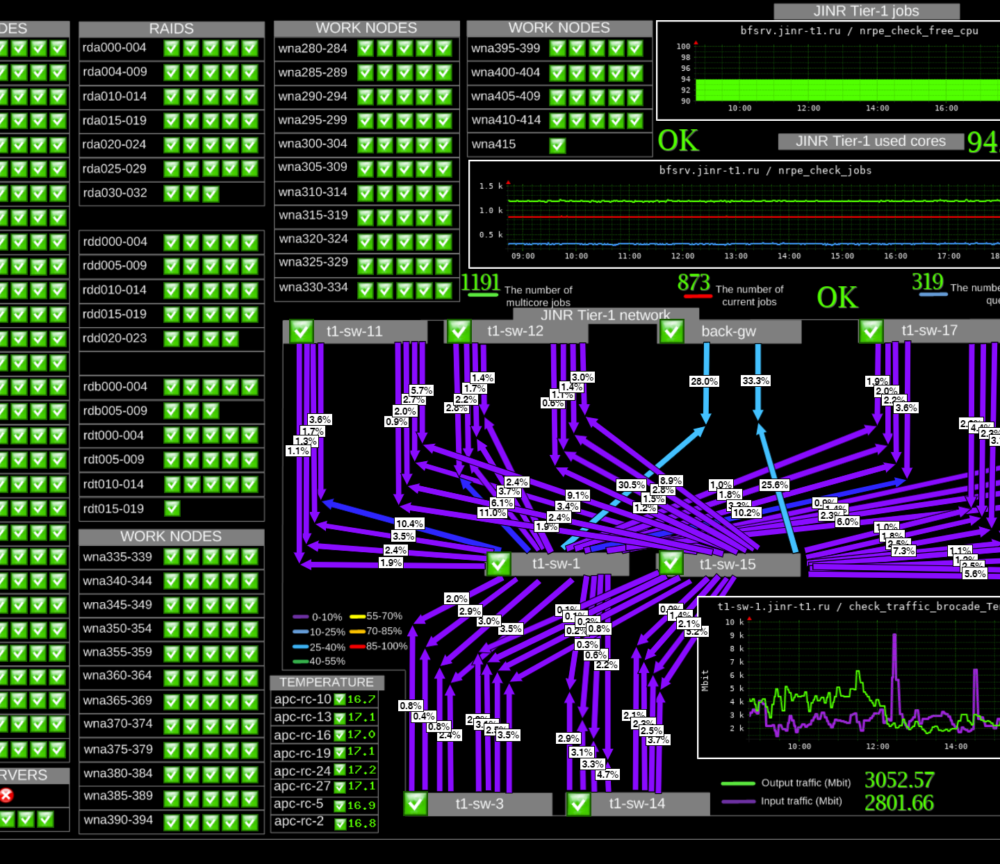 DES
RVERS
RAIDS
rda000-004
rda004-009
rda010-014
rda015-019
rda020-024
rda025-029
rda030-032
rdd000-004
rdd005-009
rdd010-014
rdd015-019
rdd020-023
rdb000-004
rdb005-009
rdt000-004
rdt005-009
rdt010-014
rdt015-019
WORK NODES
wna335-339
wna340-344
wna345-349
wna350-354
wna355-359
wna360-364
wna365-369
wna370-374
wna375-379
wna380-384
wna385-389
wna390-394
WORK NODES
wna280-284
wna285-289
wna290-294
wna295-299
wna300-304
wna305-309
wna310-314
wna315-319
wna320-324
wna325-329
wna330-334
WORK NODES
wna395-399
wna400-404
wna405-409
wna410-414
wna415
JINR Tier-1 jobs
bfsrv.jinr-t1.ru / nrpe_check_free_cpu
100
98
96
94
92
90
10:00 12:00 14:00 16:00
OK
JINR Tier-1 used cores
94.
bfsrv.jinr-t1.ru / nrpe_check_jobs
1.5 k
1.0 k
0.5 k
09:00 10:00 11:00 12:00 13:00 14:00 15:00 16:00 17:00 18
1191 The number of
multicore jobs
873 The number of
current jobs
OK
319 The numbe
que
JINR Tier-1 network
t1-sw-11
t1-sw-12
back-gw
t1-sw-17
1.4%
1.7%
2.2%
2.8%
5.7%
2.7%
2.0%
0.9%
3.0%
1.4%
1.1%
0.6%
28.0%
33.3%
1.9%
2.0%
2.2%
3.6%
3.6%
1.7%
1.3%
1.1%
2.4%
3.7%
6.1%
11.0%
9.1%
3.4%
2.4%
1.9%
30.5%
8.9%
2.8%
1.5%
1.2%
1.0%
1.8%
10.2%
25.6%
0.9%
1.4%
2.3%
6.0%
10.4%
3.5%
2.4%
1.9%
1.0%
1.8%
2.5%
7.3%
1.1%
5.6%
t1-sw-1
t1-sw-15
2.0%
2.9%
3.0%
3.5%
0.1%
0.2%
0.8%
0.3%
0.6%
2.2%
1.4%
2.1%
5.2%
0-10%
10-25%
25-40%
40-55%
55-70%
70-85%
85-100%
0.8%
0.4%
0.8%
2.4%
3.5%
2.9%
3.1%
3.3%
4.7%
2.1%
2.5%
3.7%
t1-sw-3
t1-sw-14
TEMPERATURE
apc-rc-10 16.7
apc-rc-13 17.1
apc-rc-16 17.0
apc-rc-19 17.1
apc-rc-24 17.2
apc-rc-27 17.1
apc-rc-5 16.9
apc-rc-2 16.8
t1-sw-1.jinr-t1.ru / check_traffic_brocade_Te
Mbit
10 k
9 k
8 k
7 k
6 k
5 k
4 k
3 k
2 k
10:00 12:00 14:00
Output traffic (Mbit) 3052.57
Input traffic (Mbit) 2801.66